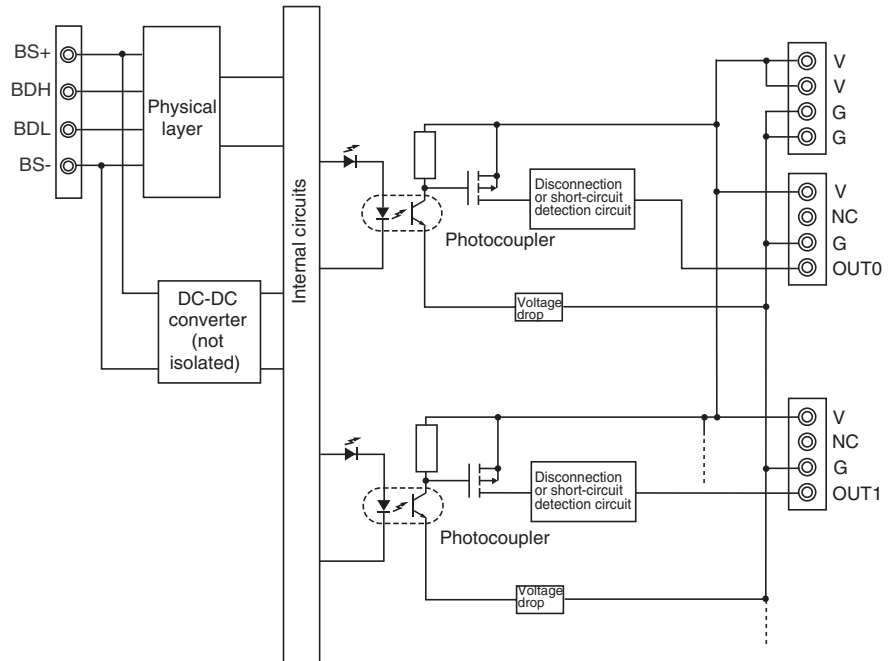 BS+
BDH
BDL
BS-
Physical
layer
DC-DC
converter
(not
isolated)
Internal circuits
Disconnection
or short-circuit
detection circuit
Photocoupler
Voltage
drop
V
V
G
G
V
NC
G
OUT0
Disconnection
or short-circuit
detection circuit
Photocoupler
Voltage
drop
V
NC
G
OUT1